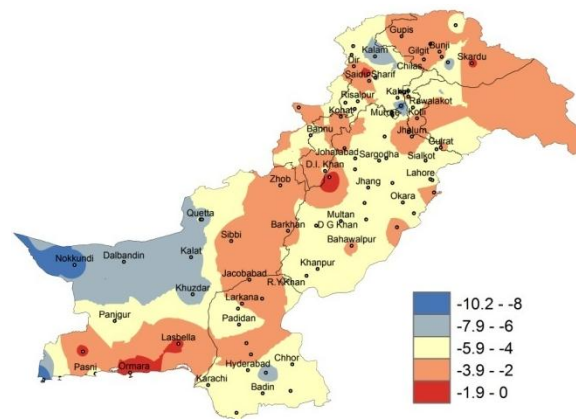 Gupis
Bunji
Gilgit
Kalam
Skardu
Dir
Chilas
Saidu Sharif
Kakul
Risalpur
Rawalakot
Kohat
Kotli
Bannu
Jhelum
Gujrat
Joharabad
Sargodha
Sialkot
D.I. Khan
Zhob
Jhang
Lahore
Okara
Quetta
Multan
Barkhan
D G Khan
Sibbi
Bahawalpur
Nokkundi
Dalbandin
Kalat
Khanpur
Jacobabad
R.Y.Khan
Khuzdar
Larkana
Panjgur
Padidan
Lasbella
Pasni
Ormara
Hyderabad
Chhor
Karachi
Badin
-10.2 - -8
-7.9 - -6
-5.9 - -4
-3.9 - -2
-1.9 - 0